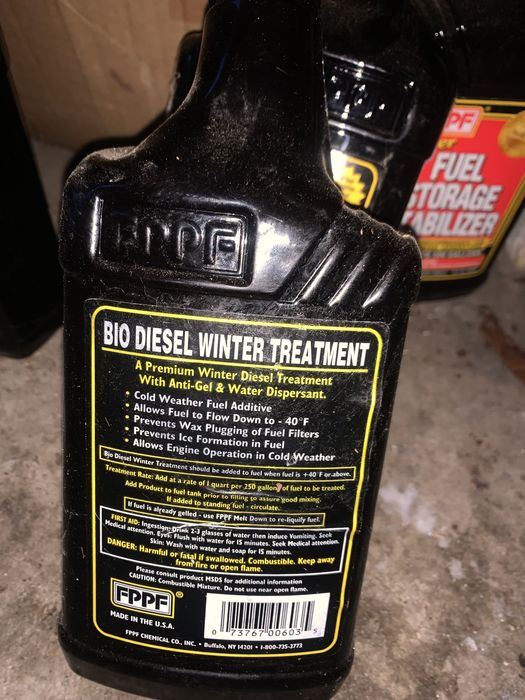 FPPF
BIO DIESEL WINTER TREATMENT
A Premium Winter Diesel Treatment
With Anti-Gel & Water Dispersant.
• Cold Weather Fuel Additive
• Allows Fuel to Flow Down to - 40°F
• Prevents Wax Plugging of Fuel Filters
• Prevents Ice Formation in Fuel
• Allows Engine Operation in Cold Weather
Bio Diesel Winter Treatment should be added to fuel when fuel is +40°F or above.
Treatment Rate: Add at a rate of 1 quart per 250 gallons of fuel to be treated.
Add Product to fuel tank prior to filling to assure good mixing.
If added to standing fuel - circulate.
If fuel is already gelled - use FPPF Melt Down to re-liquify fuel.
FIRST AID: Ingestion: Drink 2-3 glasses of water then induce Vomiting. Seek
Medical attention. Eyes: Flush with water for 15 minutes. Seek Medical attention.
Skin: Wash with water and soap for 15 minutes.
DANGER: Harmful or fatal if swallowed. Combustible. Keep away
from fire or open flame.
Please consult product MSDS for additional information
CAUTION: Combustible Mixture. Do not use near open flame.
FPPF®
MADE IN THE U.S.A.
0 73767 00603 5
FPPF CHEMICAL CO., INC. • Buffalo, NY 14201 • 1-800-735-3773
PF
FUEL
STORAGE
TABILIZER